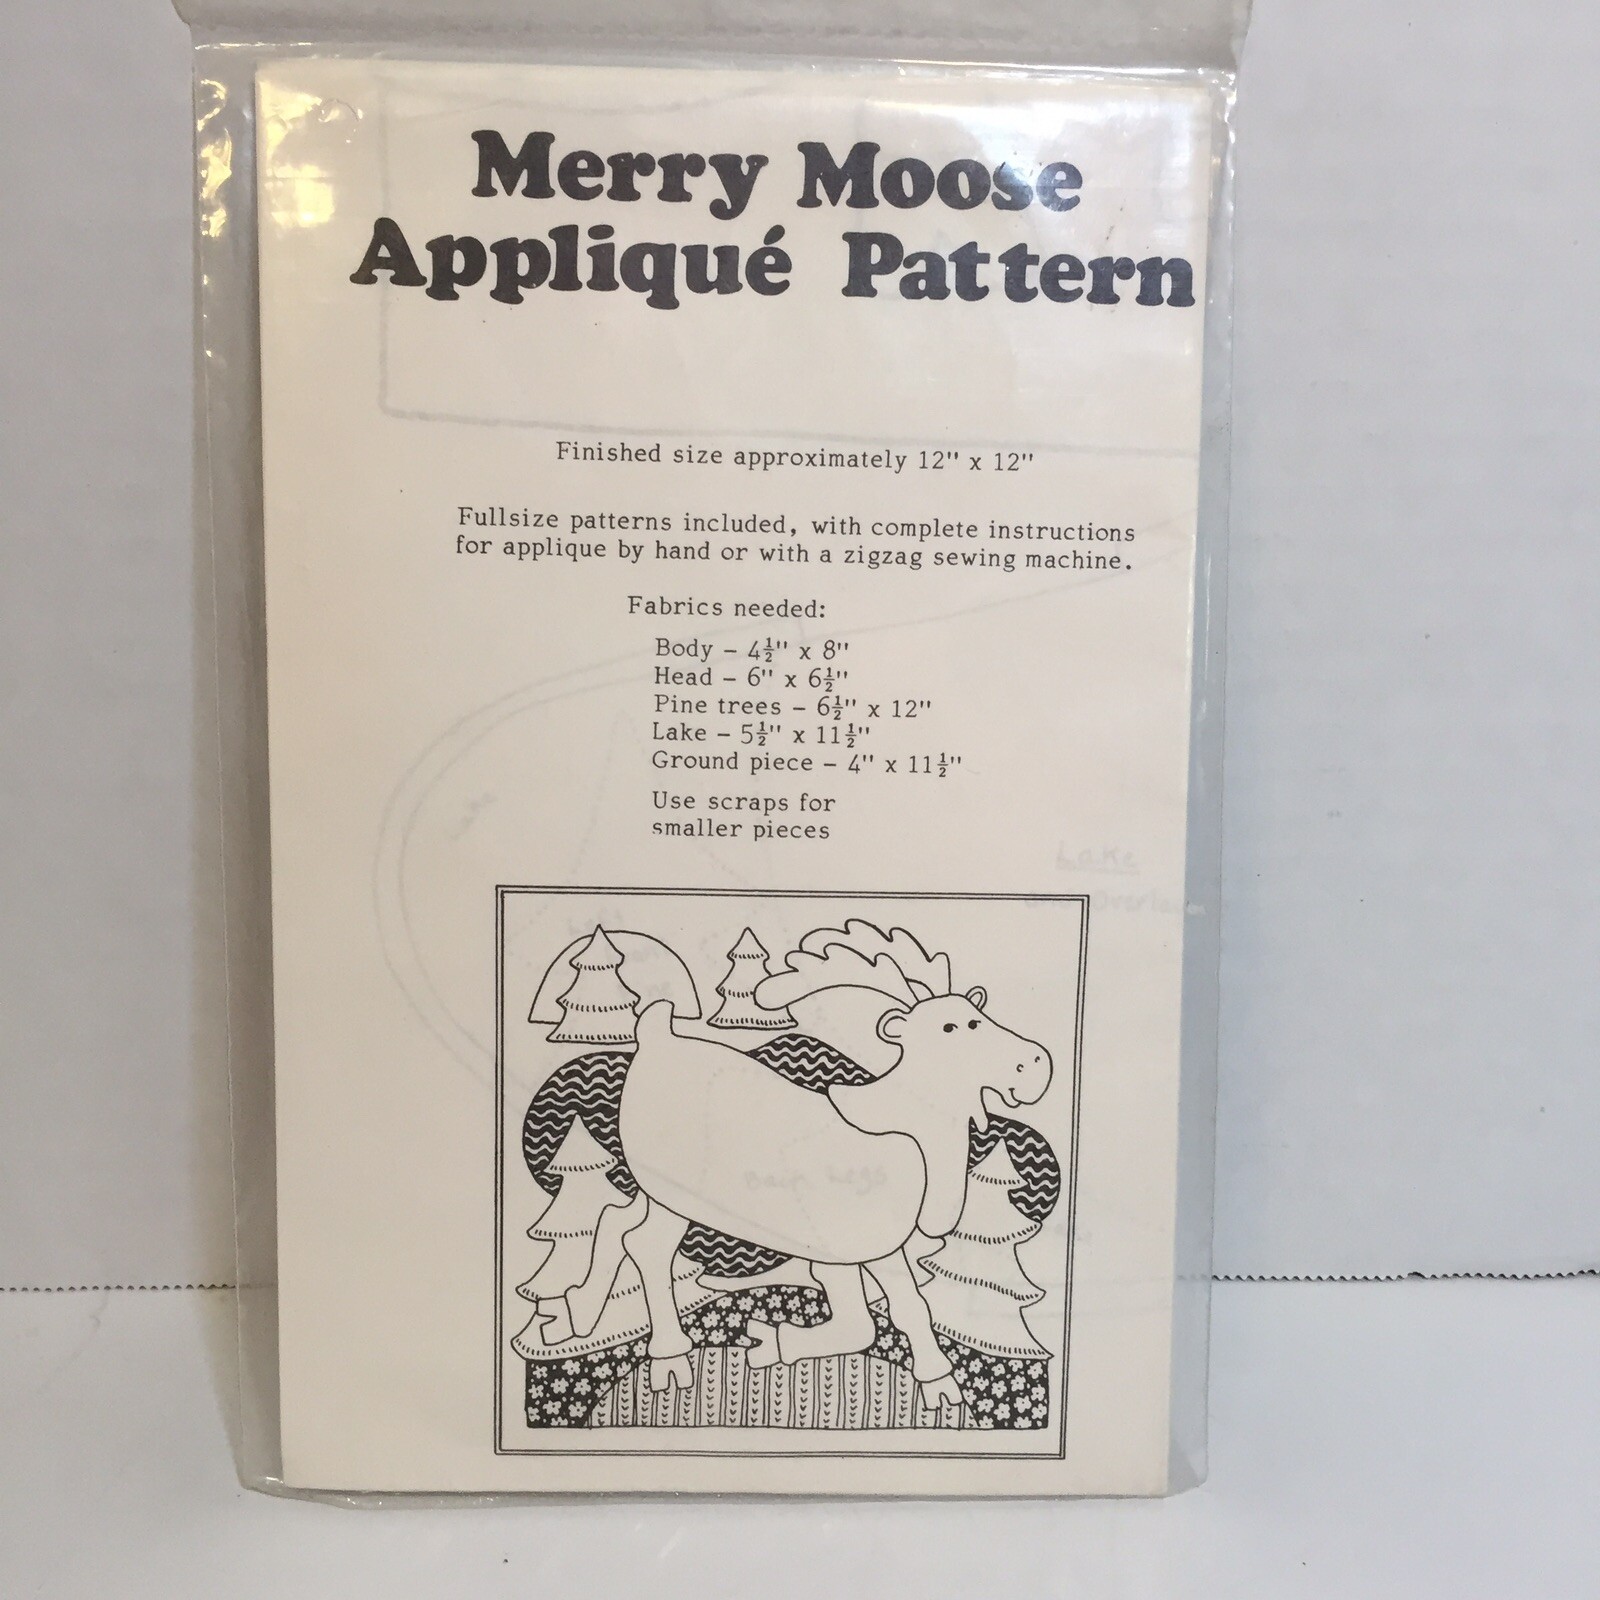 Merry Moose
Appliqué Pattern
Finished size approximately 12" x 12"
Fullsize patterns included, with complete instructions
for applique by hand or with a zigzag sewing machine.
Fabrics needed:
Body – 4½" x 8"
Head – 6" x 6½"
Pine trees – 6½" x 12"
Lake – 5½" x 11½"
Ground piece – 4" x 11½"
Use scraps for
smaller pieces
Lake
Lake